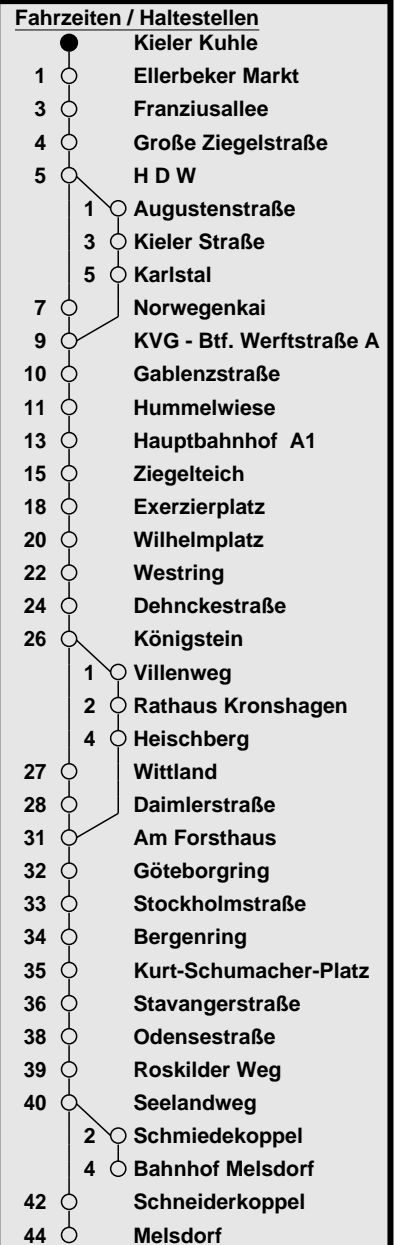 Fahrzeiten / Haltestellen
Kieler Kuhle
1 Ellerbeker Markt
3 Franziusallee
4 Große Ziegelstraße
5 H D W
1 Augustenstraße
3 Kieler Straße
5 Karlstal
7 Norwegenkai
9 KVG - Btf. Werftstraße A
10 Gablenzstraße
11 Hummelwiese
13 Hauptbahnhof A1
15 Ziegelteich
18 Exerzierplatz
20 Wilhelmplatz
22 Westring
24 Dehnckestraße
26 Königstein
1 Villenweg
2 Rathaus Kronshagen
4 Heischberg
27 Wittland
28 Daimlerstraße
31 Am Forsthaus
32 Göteborgring
33 Stockholmstraße
34 Bergenring
35 Kurt-Schumacher-Platz
36 Stavangerstraße
38 Odensestraße
39 Roskilder Weg
40 Seelandweg
2 Schmiedekoppel
4 Bahnhof Melsdorf
42 Schneiderkoppel
44 Melsdorf